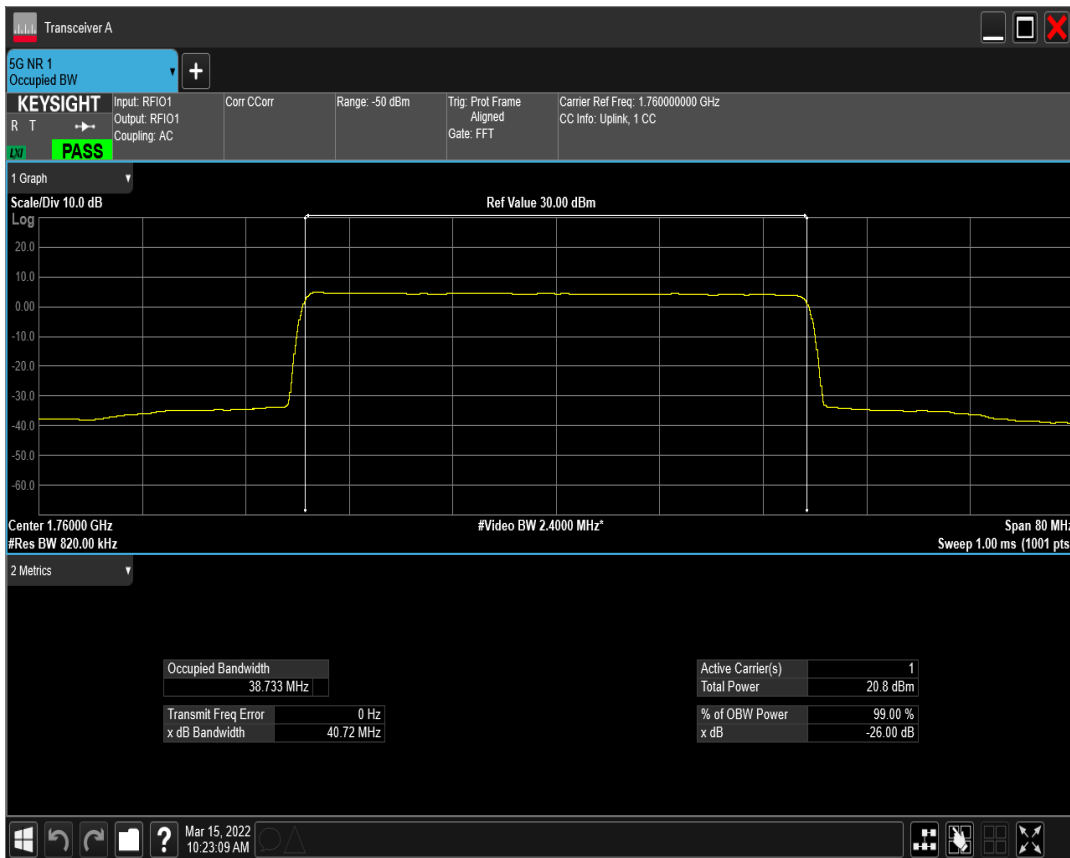 Transceiver A
5G NR 1
Occupied BW
+
KEYSIGHT
R T
LXI
PASS
Input: RFIO1
Output: RFIO1
Coupling: AC
Corr CCorr
Range: -50 dBm
Trig: Prot Frame
Aligned
Gate: FFT
Carrier Ref Freq: 1.760000000 GHz
CC Info: Uplink, 1 CC
1 Graph
Scale/Div 10.0 dB
Ref Value 30.00 dBm
Log
20.0
10.0
0.00
-10.0
-20.0
-30.0
-40.0
-50.0
-60.0
Center 1.76000 GHz
#Video BW 2.4000 MHz*
Span 80 MHz
#Res BW 820.00 kHz
Sweep 1.00 ms (1001 pts
2 Metrics
Occupied Bandwidth
38.733 MHz
Transmit Freq Error 0 Hz
x dB Bandwidth 40.72 MHz
Active Carrier(s) 1
Total Power 20.8 dBm
% of OBW Power 99.00 %
x dB -26.00 dB
?
Mar 15, 2022
10:23:09 AM